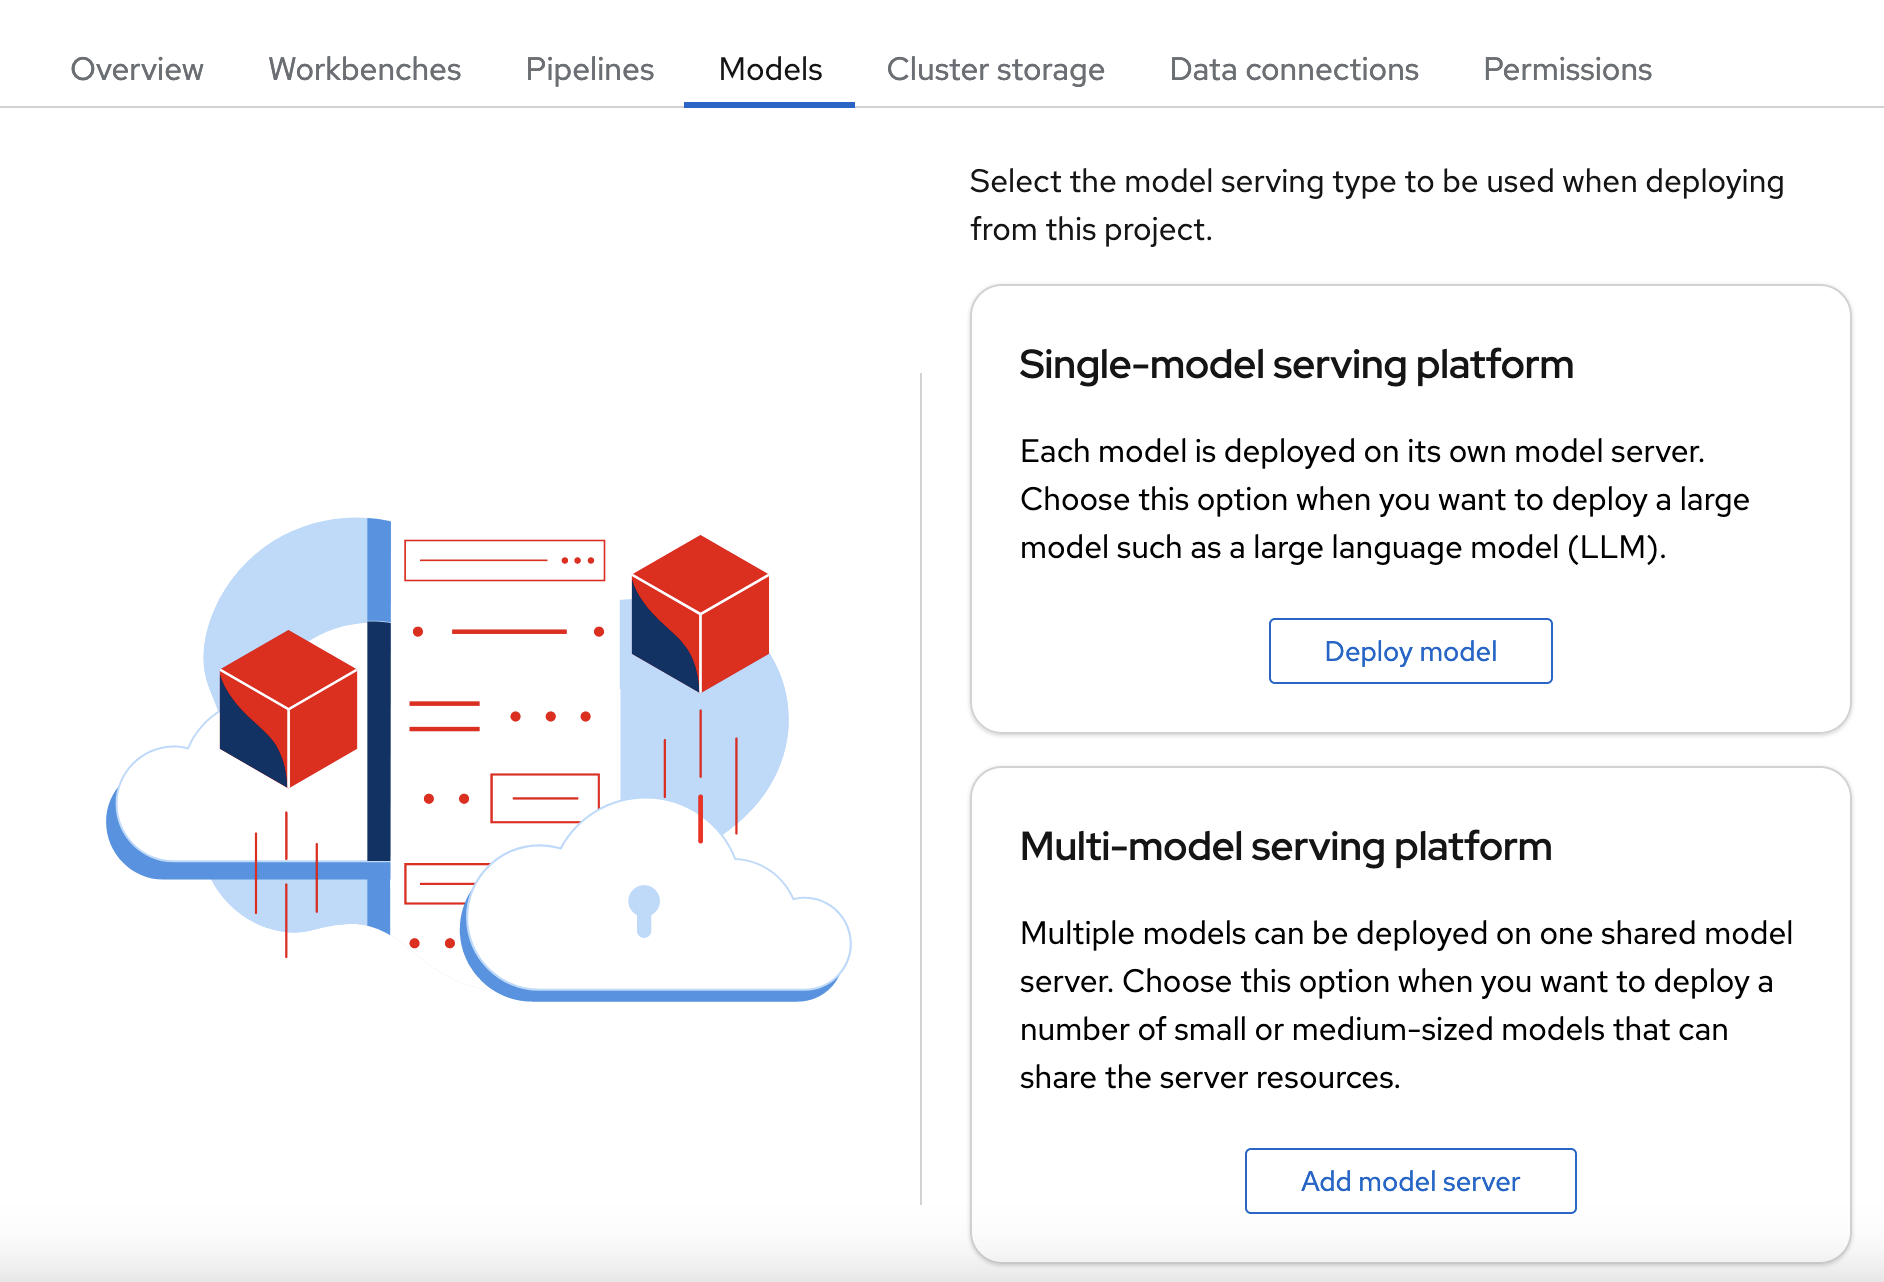 Overview Workbenches Pipelines Models Cluster storage Data connections Permissions
Select the model serving type to be used when deploying
from this project.
Single-model serving platform
Each model is deployed on its own model server.
Choose this option when you want to deploy a large
model such as a large language model (LLM).
Deploy model
Multi-model serving platform
Multiple models can be deployed on one shared model
server. Choose this option when you want to deploy a
number of small or medium-sized models that can
share the server resources.
Add model server